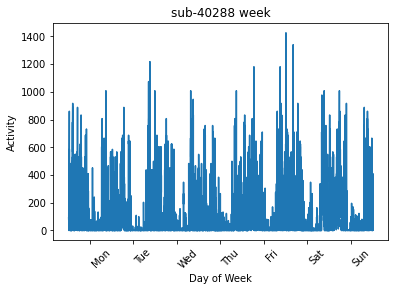 sub-40288 week
1400
1200
1000
800
600
400
200
0
Activity
Mon
Tue
Wed
Thu
Fri
Sat
Sun
Day of Week